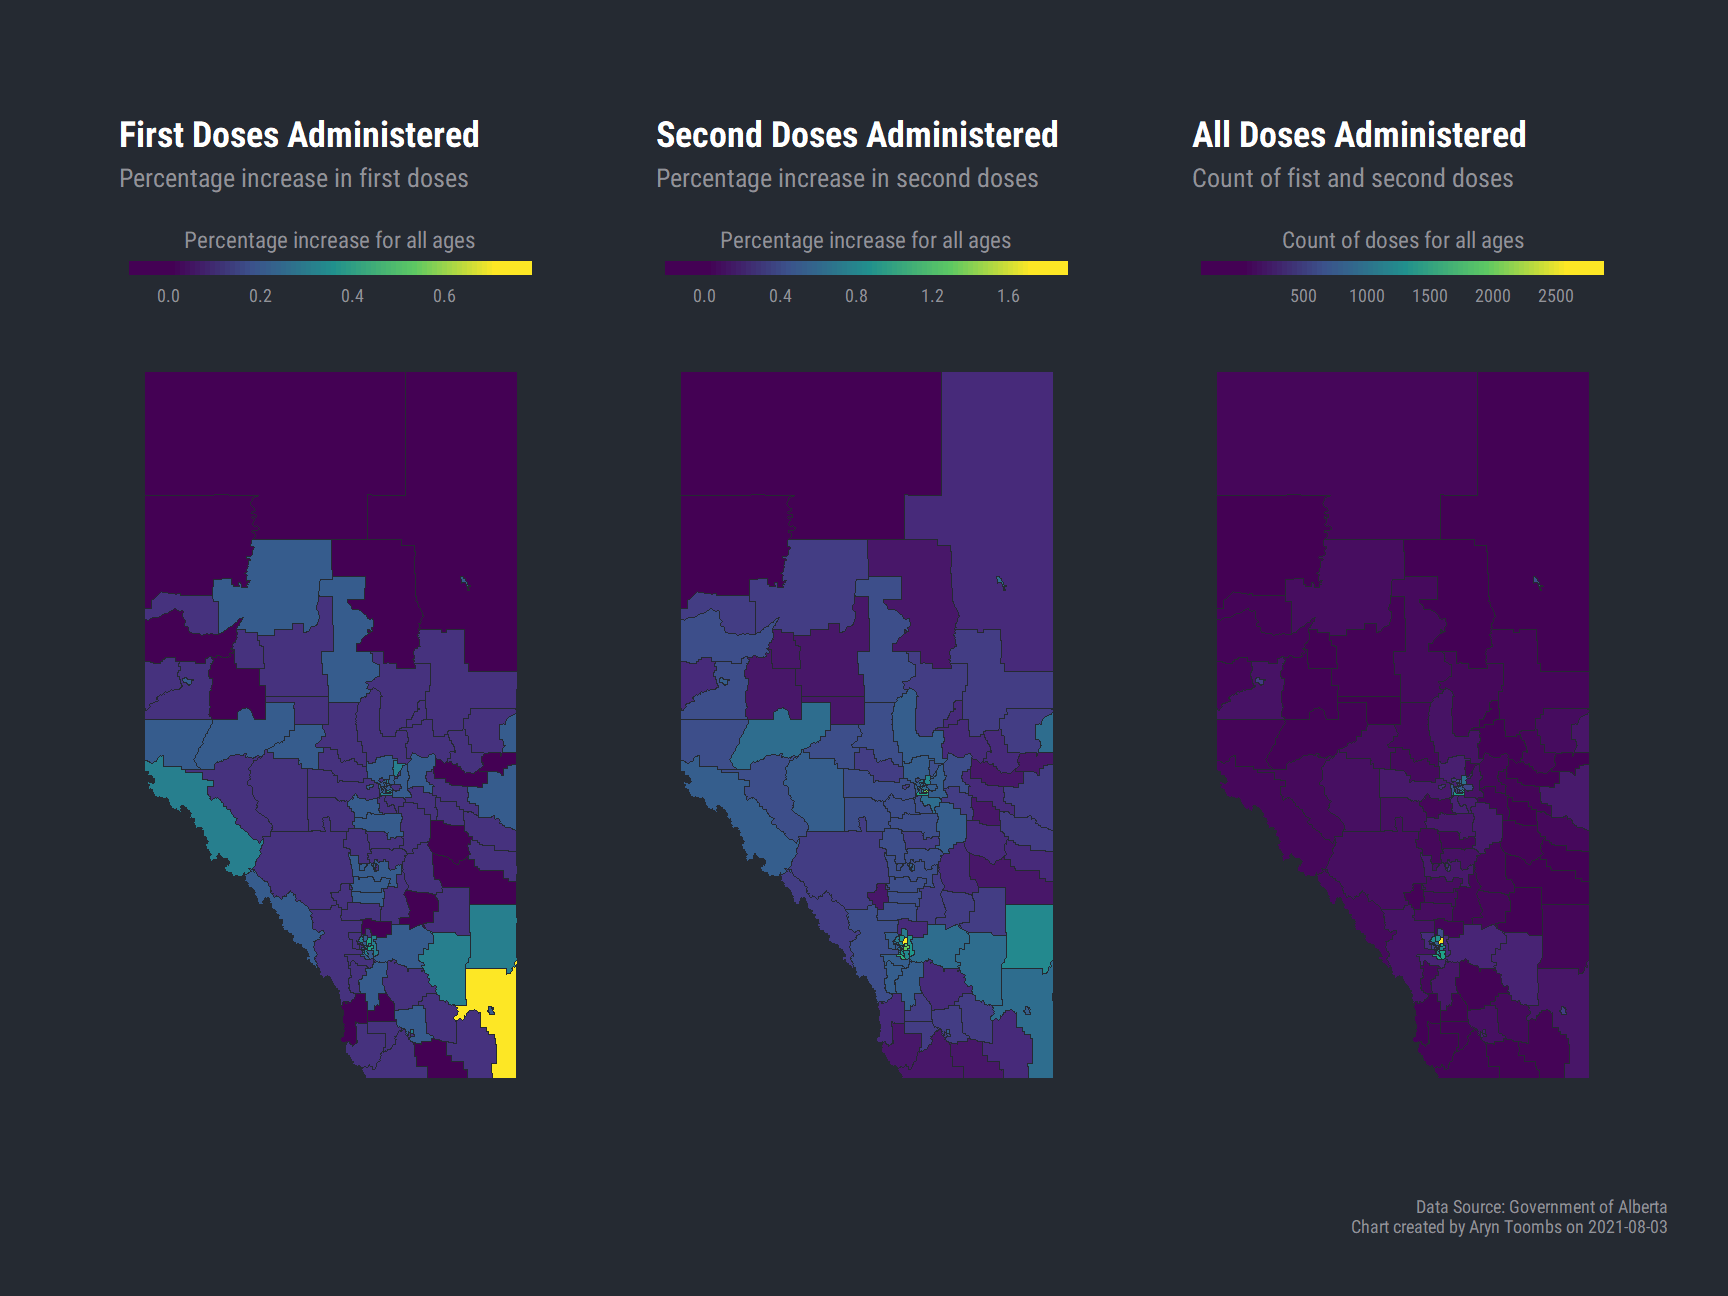 First Doses Administered
Percentage increase in first doses
Percentage increase for all ages
0.0 0.2 0.4 0.6
Second Doses Administered
Percentage increase in second doses
Percentage increase for all ages
0.0 0.4 0.8 1.2 1.6
All Doses Administered
Count of fist and second doses
Count of doses for all ages
500 1000 1500 2000 2500
Data Source: Government of Alberta
Chart created by Aryn Toombs on 2021-08-03